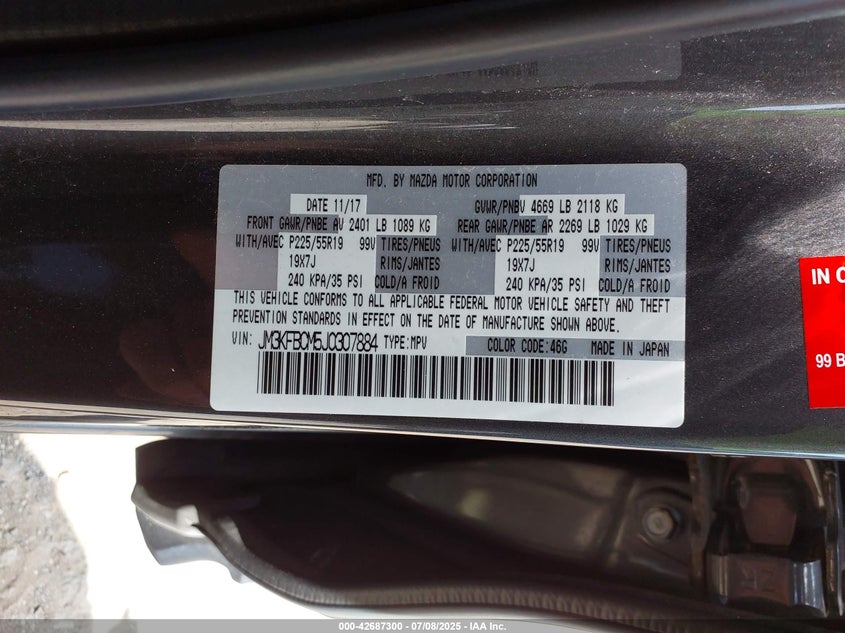 MFD. BY MAZDA MOTOR CORPORATION
DATE 11/17 GVWR/PNBV 4669 LB 2118 KG
FRONT GAWR/PNBE AV 2401 LB 1089 KG REAR GAWR/PNBE AR 2269 LB 1029 KG
WITH/AVEC P225/55R19 99V TIRES/PNEUS WITH/AVEC P225/55R19 99V TIRES/PNEUS
19X7J RIMS/JANTES 19X7J RIMS/JANTES
240 KPA/35 PSI COLD/A FROID 240 KPA/35 PSI COLD/A FROID
THIS VEHICLE CONFORMS TO ALL APPLICABLE FEDERAL MOTOR VEHICLE SAFETY AND THEFT
PREVENTION STANDARDS IN EFFECT ON THE DATE OF MANUFACTURE SHOWN ABOVE.
VIN: JM3KFBCM5J0307884 TYPE:MPV COLOR CODE:46G MADE IN JAPAN
IN
99 B
000-42687300 - 07/08/2025 - IAA Inc.